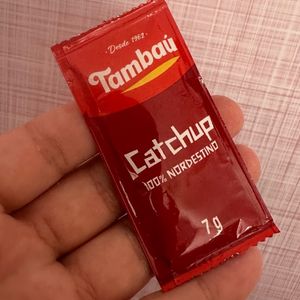 Desde 1962
Tambaú
Catchup
100% NORDESTINO
7g